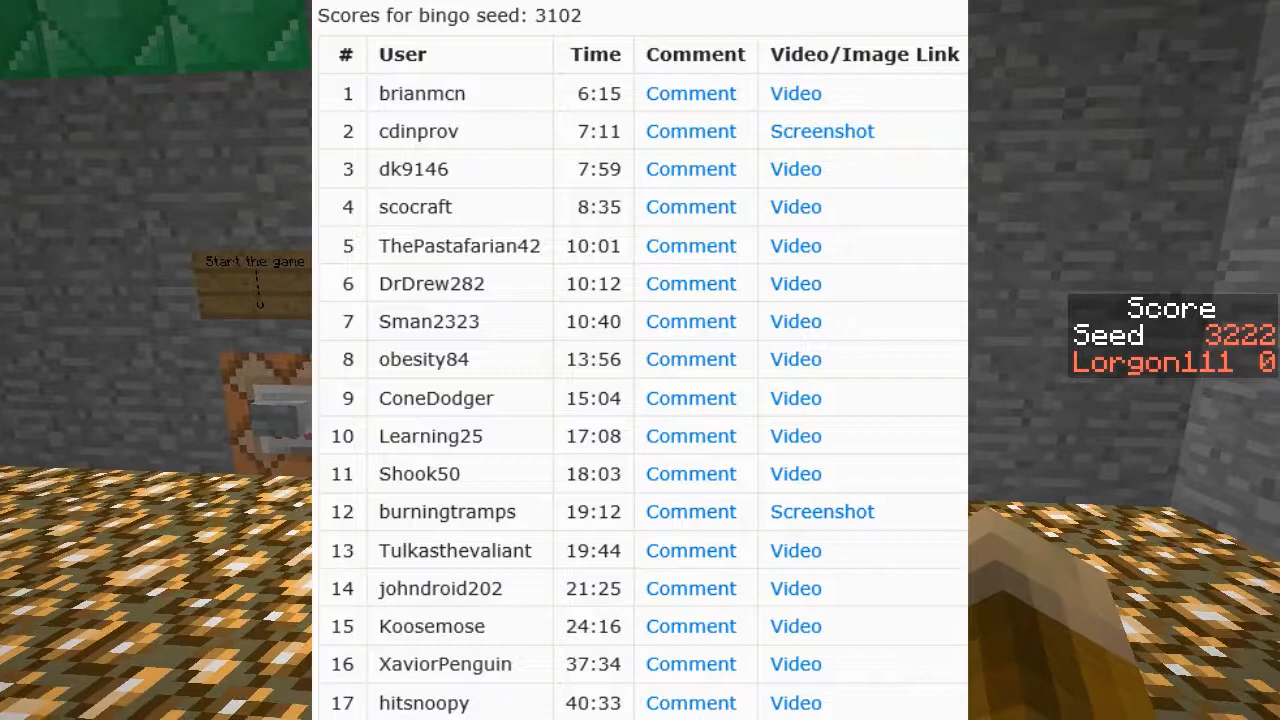 Scores for bingo seed: 3102
# User Time Comment Video/Image Link
1 brianmcn 6:15 Comment Video
2 cdinprov 7:11 Comment Screenshot
3 dk9146 7:59 Comment Video
4 scocraft 8:35 Comment Video
5 ThePastafarian42 10:01 Comment Video
6 DrDrew282 10:12 Comment Video
7 Sman2323 10:40 Comment Video
8 obesity84 13:56 Comment Video
9 ConeDodger 15:04 Comment Video
10 Learning25 17:08 Comment Video
11 Shook50 18:03 Comment Video
12 burningtramps 19:12 Comment Screenshot
13 Tulkasthevaliant 19:44 Comment Video
14 johndroid202 21:25 Comment Video
15 Koosemose 24:16 Comment Video
16 XaviorPenguin 37:34 Comment Video
17 hitsnoopy 40:33 Comment Video
Start the game
Score
Seed 3222
Lorgon111 0